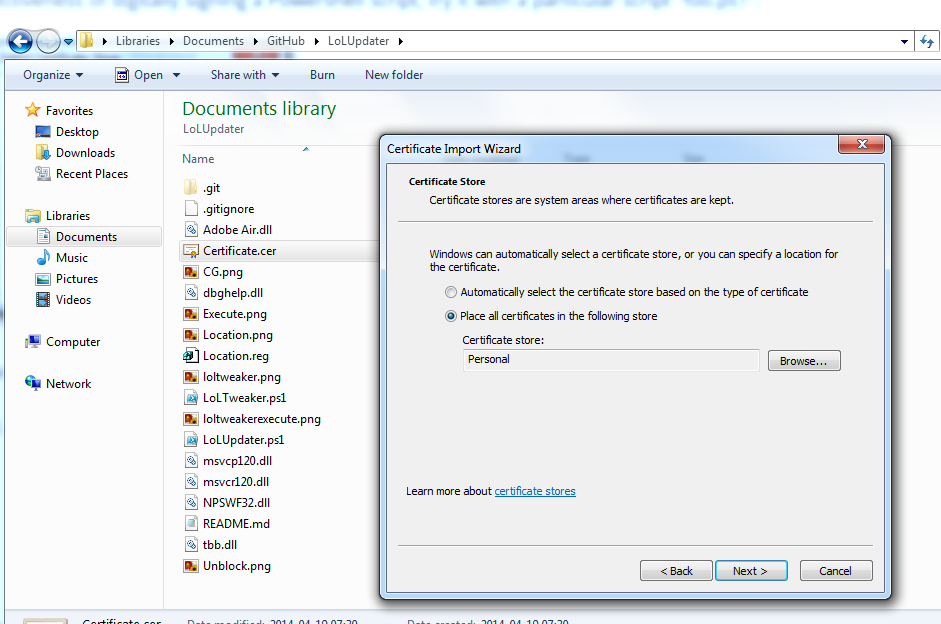 Libraries Documents GitHub LoLUpdater
Organize Open Share with Burn New folder
Favorites
Desktop
Downloads
Recent Places
Libraries
Documents
Music
Pictures
Videos
Computer
Network
Documents library
LoLUpdater
Name
.git
.gitignore
Adobe Air.dll
Certificate.cer
CG.png
dbghelp.dll
Execute.png
Location.png
Location.reg
loltweaker.png
LoLTweaker.ps1
loltweakerexecute.png
LoLUpdater.ps1
msvcp120.dll
msvcr120.dll
NPSWF32.dll
README.md
tbb.dll
Unblock.png
Certificate Import Wizard
Certificate Store
Certificate stores are system areas where certificates are kept.
Windows can automatically select a certificate store, or you can specify a location for
the certificate.
Automatically select the certificate store based on the type of certificate
Place all certificates in the following store
Certificate store:
Personal
Browse...
Learn more about certificate stores
< Back Next > Cancel
Certificate.cer Date modified: 2014-04-19 07:20 Date created: 2014-04-19 07:20